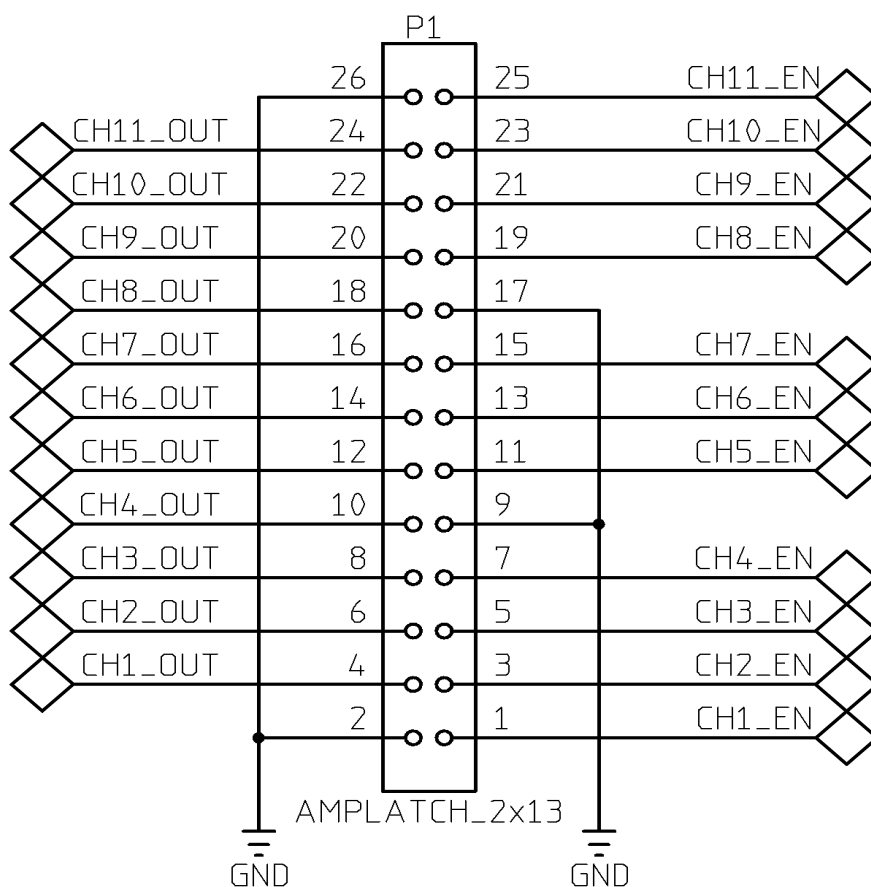 P1
26 25 CH11_EN
CH11_OUT 24 23 CH10_EN
CH10_OUT 22 21 CH9_EN
CH9_OUT 20 19 CH8_EN
CH8_OUT 18 17
CH7_OUT 16 15 CH7_EN
CH6_OUT 14 13 CH6_EN
CH5_OUT 12 11 CH5_EN
CH4_OUT 10 9
CH3_OUT 8 7 CH4_EN
CH2_OUT 6 5 CH3_EN
CH1_OUT 4 3 CH2_EN
2 1 CH1_EN
AMPLATCH_2x13
GND GND